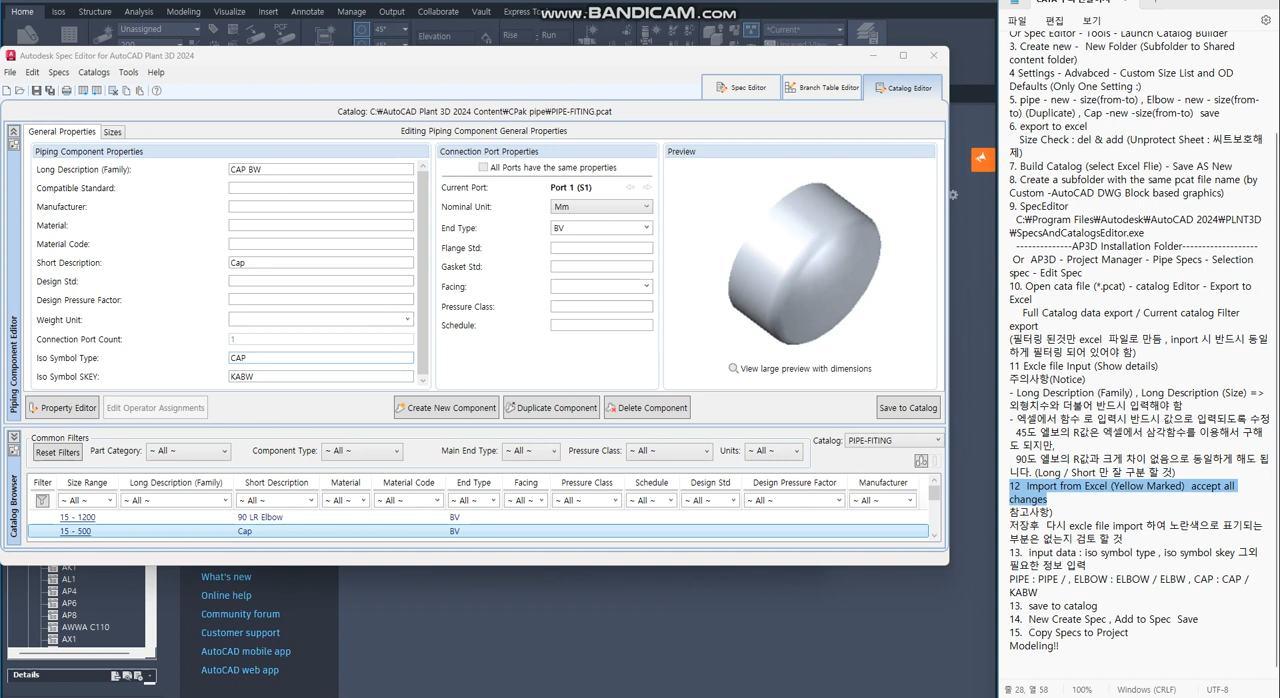 www.BANDICAM.com
Home Isos Structure Analysis Modeling Visualize Insert Annotate Manage Output Collaborate Vault Express
Unassigned
45°
Elevation
Rise
Run
*Current*
Autodesk Spec Editor for AutoCAD Plant 3D 2024
File Edit Specs Catalogs Tools Help
Spec Editor
Branch Table Editor
Catalog Editor
Catalog: C:₩AutoCAD Plant 3D 2024 Content₩CPak pipe₩PIPE-FITING.pcat
General Properties Sizes
Editing Piping Component General Properties
Piping Component Properties
Long Description (Family): CAP BW
Compatible Standard:
Manufacturer:
Material:
Material Code:
Short Description: Cap
Design Std:
Design Pressure Factor:
Weight Unit:
Connection Port Count: 1
Iso Symbol Type: CAP
Iso Symbol SKEY: KABW
Connection Port Properties
All Ports have the same properties
Current Port: Port 1 (S1)
Nominal Unit: Mm
End Type: BV
Flange Std:
Gasket Std:
Facing:
Pressure Class:
Schedule:
Preview
View large preview with dimensions
Piping Component Editor
Property Editor
Edit Operator Assignments
Create New Component
Duplicate Component
Delete Component
Save to Catalog
Catalog Browser
Common Filters
Reset Filters Part Category: ~ All ~ Component Type: ~ All ~ Main End Type: ~ All ~ Pressure Class: ~ All ~ Units: ~ All ~
Catalog: PIPE-FITING
Filter Size Range Long Description (Family) Short Description Material Material Code End Type Facing Pressure Class Schedule Design Std Design Pressure Factor Manufacturer
~ All ~ ~ All ~ ~ All ~ ~ All ~ ~ All ~ ~ All ~ ~ All ~ ~ All ~ ~ All ~ ~ All ~ ~ All ~ ~ All ~
15 - 1200 90 LR Elbow BV
15 - 500 Cap BV
AK1
AL1
AP4
AP6
AP8
AWWA C110
AX1
Details
What's new
Online help
Community forum
Customer support
AutoCAD mobile app
AutoCAD web app
파일 편집 보기
Or Spec Editor - Tools - Launch Catalog Builder
3. Create new - New Folder (Subfolder to Shared
content folder)
4 Settings - Advabced - Custom Size List and OD
Defaults (Only One Setting :)
5. pipe - new - size(from-to) , Elbow - new - size(from-
to) (Duplicate) , Cap -new -size(from-to) save
6. export to excel
Size Check : del & add (Unprotect Sheet : 씨트보호해
제)
7. Build Catalog (select Excel Flie) - Save AS New
8. Create a subfolder with the same pcat file name (by
Custom -AutoCAD DWG Block based graphics)
9. SpecEditor
C:₩Program Files₩Autodesk₩AutoCAD 2024₩PLNT3D
₩SpecsAndCatalogsEditor.exe
--------------AP3D Installation Folder-------------------
Or AP3D - Project Manager - Pipe Specs - Selection
spec - Edit Spec
10. Open cata file (*.pcat) - catalog Editor - Export to
Excel
Full Catalog data export / Current catalog Filter
export
(필터링 된것만 excel 파일로 만듬 , inport 시 반드시 동일
하게 필터링 되어 있어야 함)
11 Excle file Input (Show details)
주의사항(Notice)
- Long Description (Family) , Long Description (Size) =>
외형치수와 더불어 반드시 입력해야 함
- 엑셀에서 함수 로 입력시 반드시 값으로 입력되도록 수정
45도 엘보의 R값은 엑셀에서 삼각함수를 이용해서 구해
도 되지만,
90도 엘보의 R값과 크게 차이 없음으로 동일하게 해도 됩
니다. (Long / Short 만 잘 구분 할 것)
12 Import from Excel (Yellow Marked) accept all
changes
참고사항)
저장후 다시 excle file import 하여 노란색으로 표기되는
부분은 없는지 검토 할 것
13. input data : iso symbol type , iso symbol skey 그외
필요한 정보 입력
PIPE : PIPE / , ELBOW : ELBOW / ELBW , CAP : CAP /
KABW
13. save to catalog
14. New Create Spec , Add to Spec Save
15. Copy Specs to Project
Modeling!!
줄 28, 열 58 100% Windows (CRLF) UTF-8